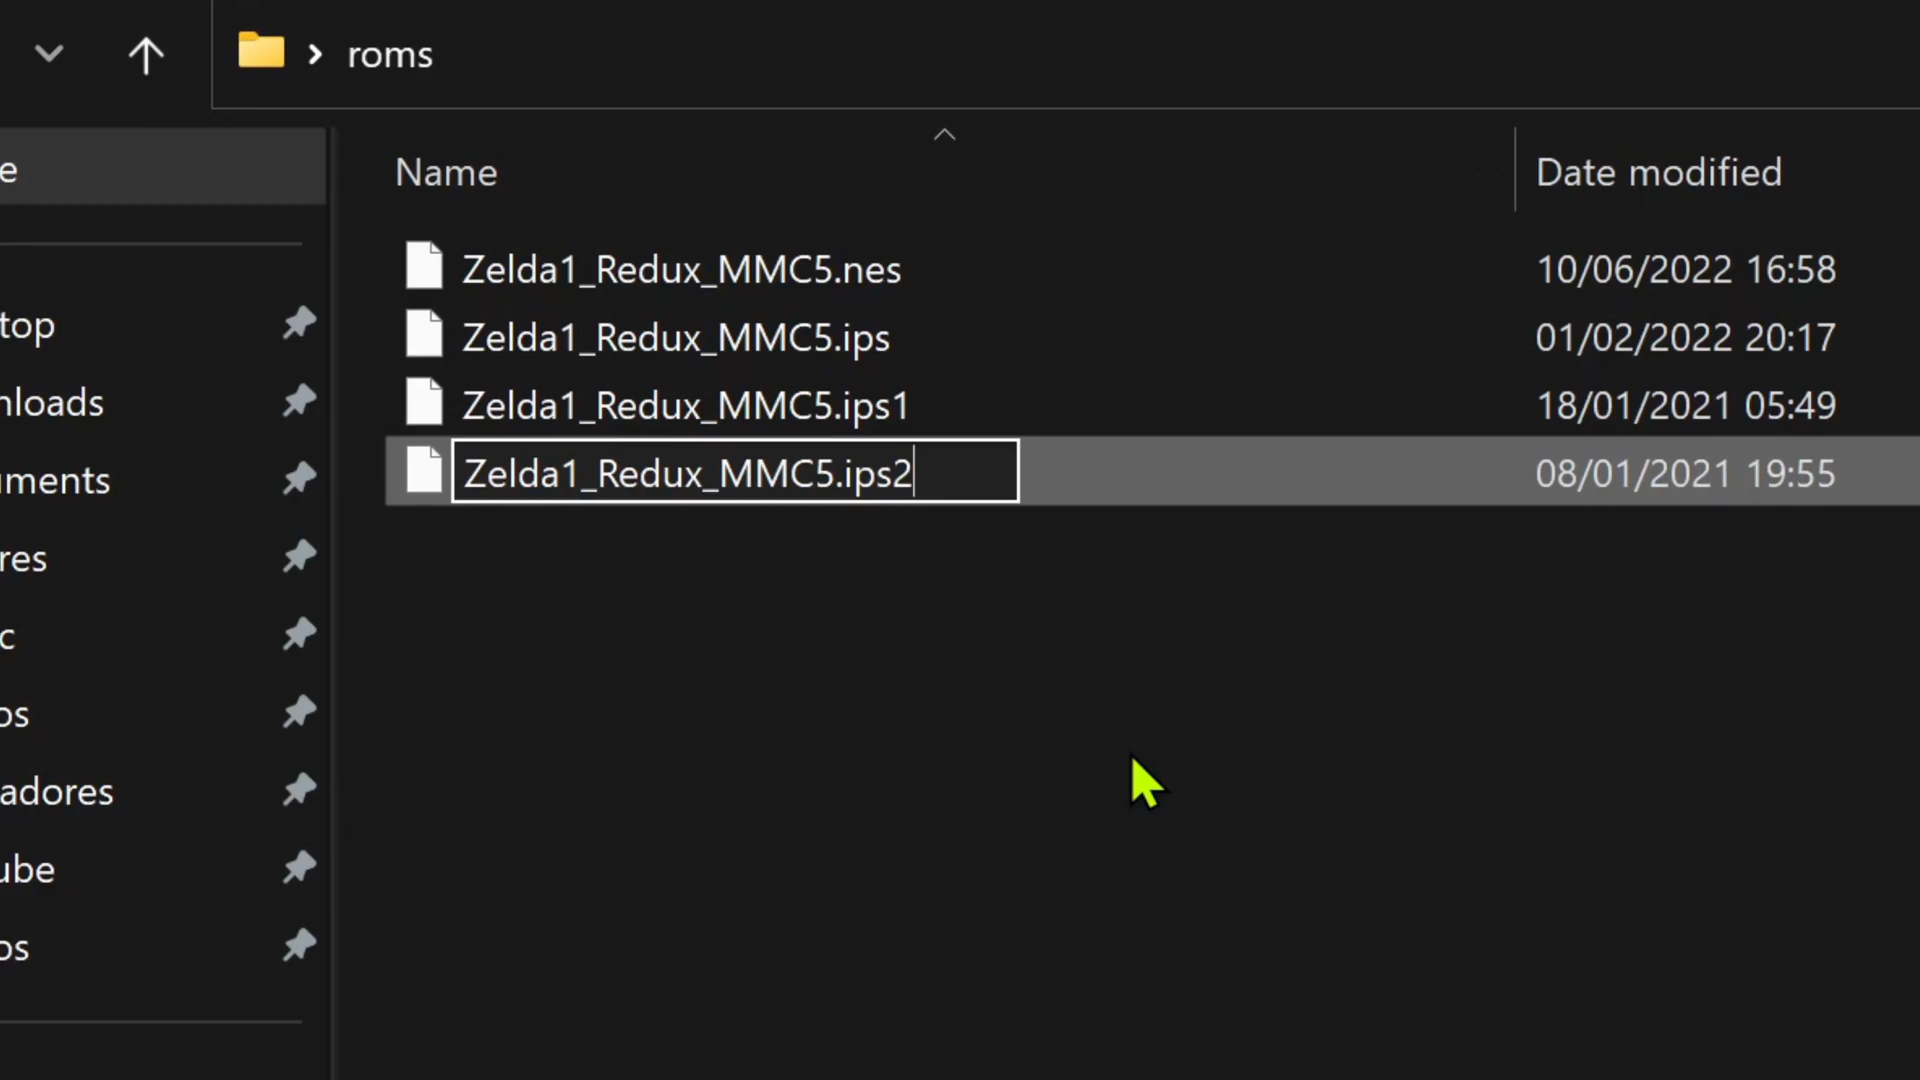 roms
Name Date modified
e
Zelda1_Redux_MMC5.nes 10/06/2022 16:58
top
Zelda1_Redux_MMC5.ips 01/02/2022 20:17
nloads
Zelda1_Redux_MMC5.ips1 18/01/2021 05:49
uments
Zelda1_Redux_MMC5.ips2 08/01/2021 19:55
res
c
os
adores
ube
os